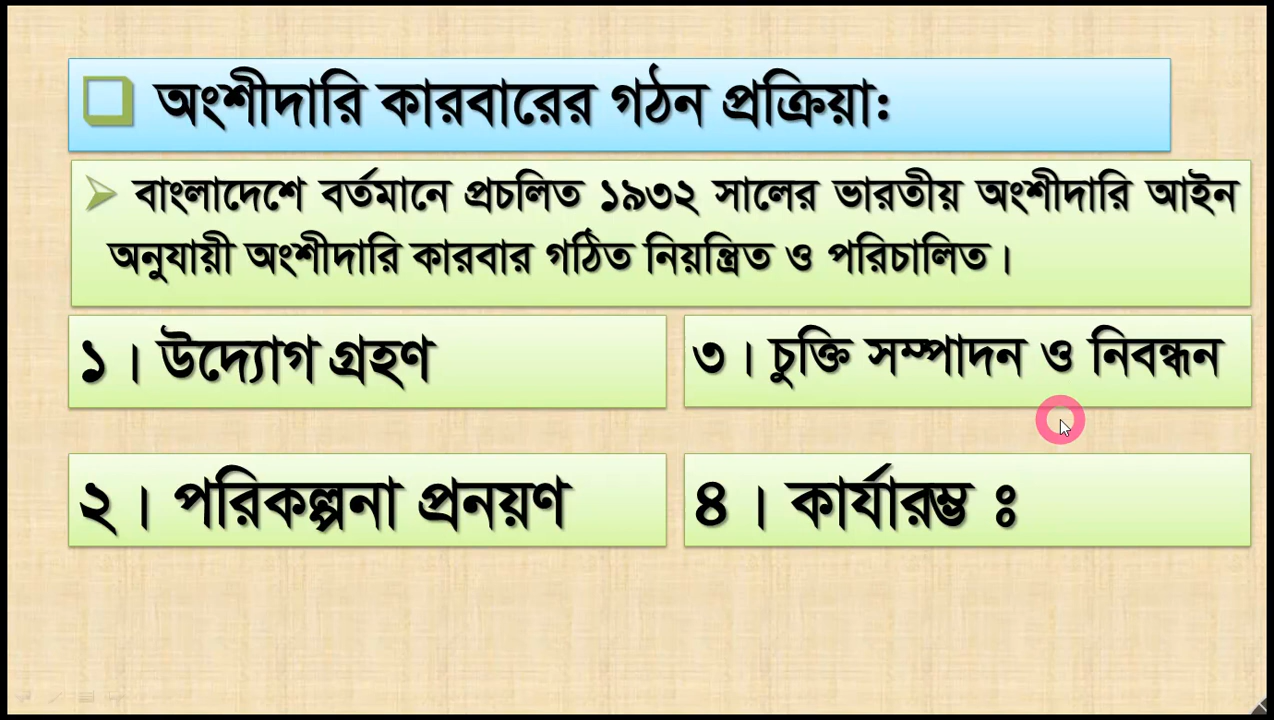 অংশীদারি কারবারের গঠন প্রক্রিয়া:
বাংলাদেশে বর্তমানে প্রচলিত ১৯৩২ সালের ভারতীয় অংশীদারি আইন
অনুযায়ী অংশীদারি কারবার গঠিত নিয়ন্ত্রিত ও পরিচালিত।
১। উদ্যোগ গ্রহণ
২। পরিকল্পনা প্রনয়ণ
৩। চুক্তি সম্পাদন ও নিবন্ধন
৪। কার্যারম্ভ ঃ